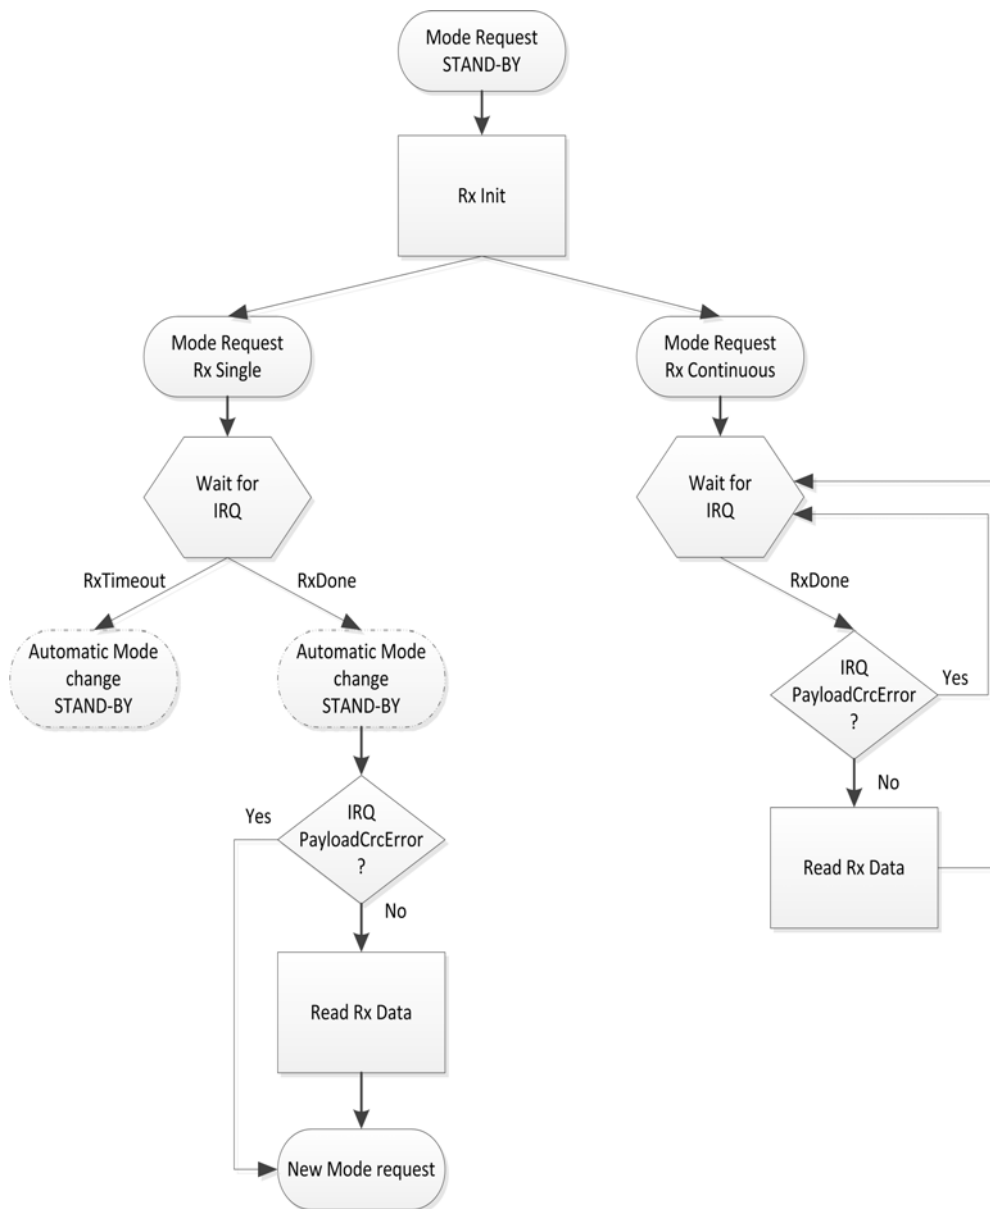 Mode Request
STAND-BY
Rx Init
Mode Request
Rx Single
Mode Request
Rx Continuous
Wait for
IRQ
Wait for
IRQ
RxTimeout
RxDone
RxDone
Automatic Mode
change
STAND-BY
Automatic Mode
change
STAND-BY
IRQ
PayloadCrcError
?
Yes
No
Read Rx Data
Yes
IRQ
PayloadCrcError
?
No
Read Rx Data
New Mode request